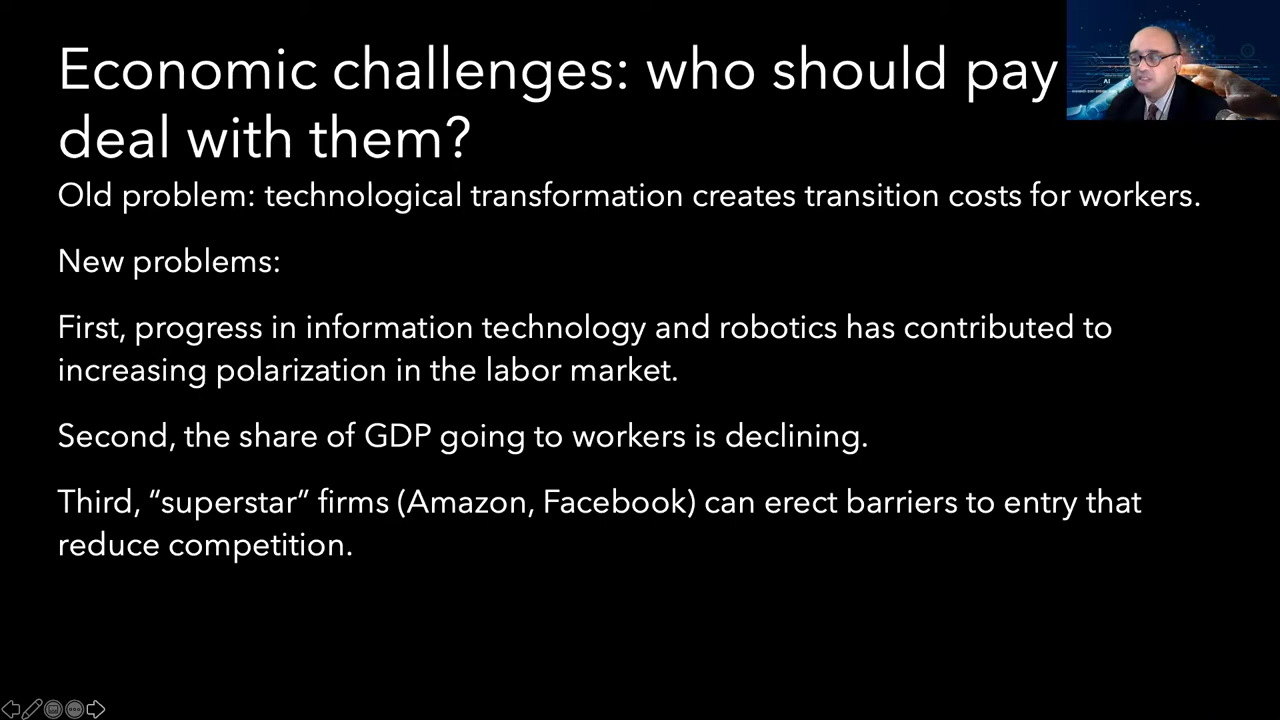 Economic challenges: who should pay
deal with them?
Old problem: technological transformation creates transition costs for workers.
New problems:
First, progress in information technology and robotics has contributed to
increasing polarization in the labor market.
Second, the share of GDP going to workers is declining.
Third, “superstar” firms (Amazon, Facebook) can erect barriers to entry that
reduce competition.
AI